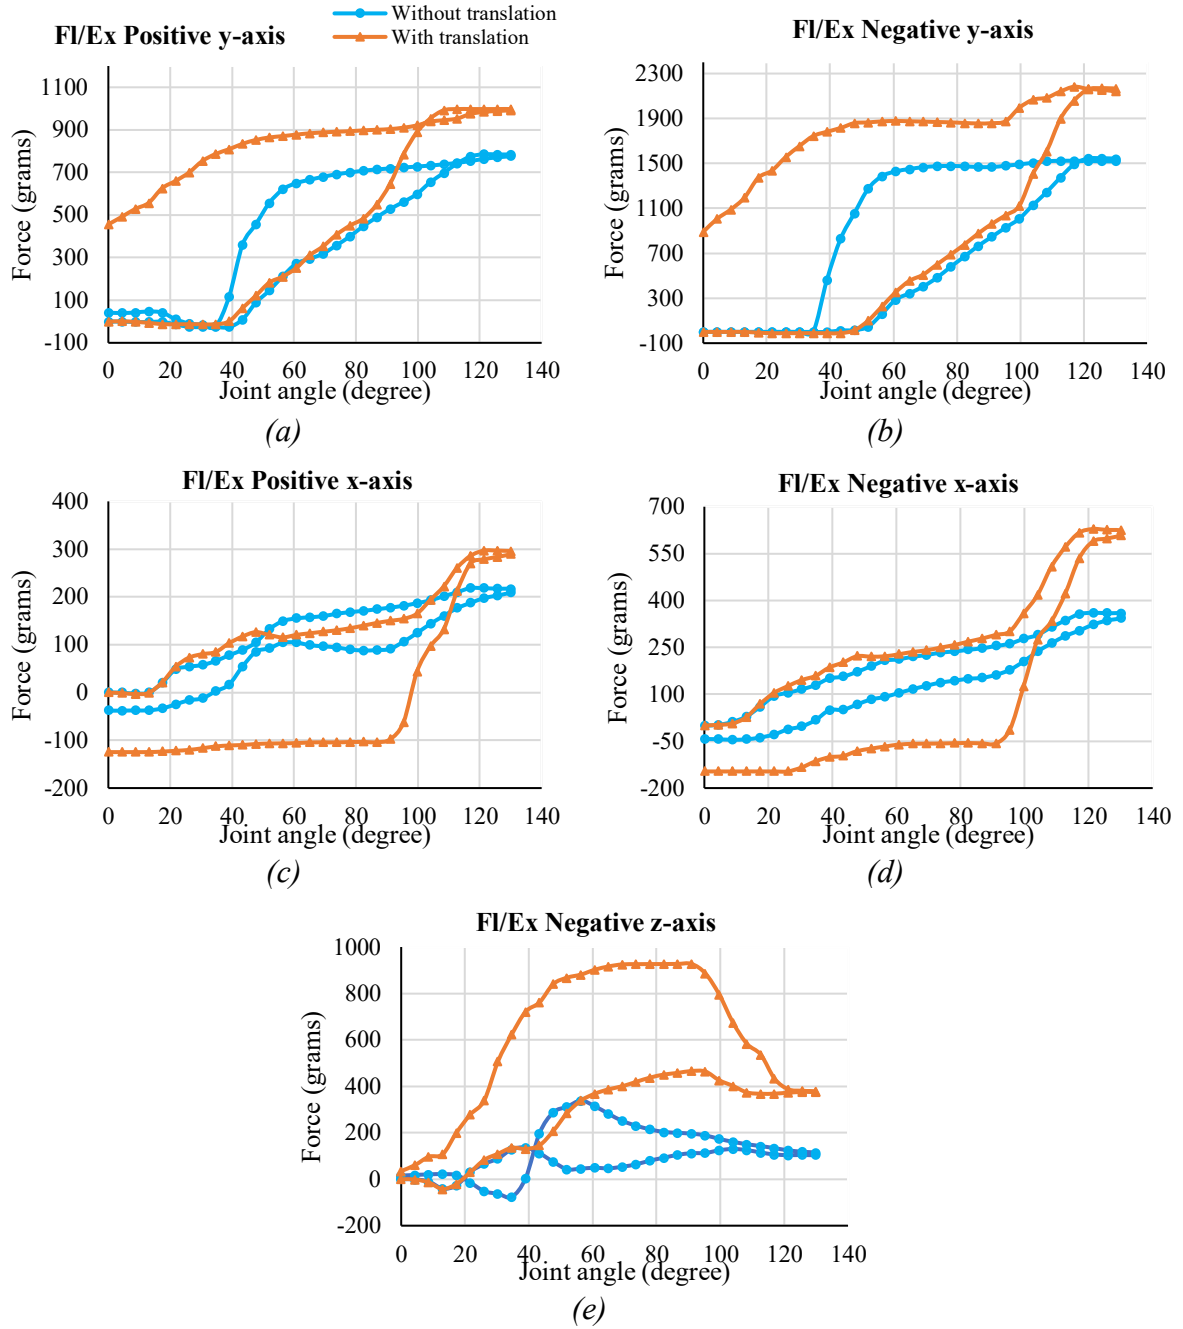 Without translation
With translation
Fl/Ex Positive y-axis
1100
900
700
500
300
100
-100
Force (grams)
0 20 40 60 80 100 120 140
Joint angle (degree)
(a)
Fl/Ex Negative y-axis
2300
1900
1500
1100
700
300
-100
Force (grams)
0 20 40 60 80 100 120 140
Joint angle (degree)
(b)
Fl/Ex Positive x-axis
400
300
200
100
0
-100
-200
Force (grams)
0 20 40 60 80 100 120 140
Joint angle (degree)
(c)
Fl/Ex Negative x-axis
700
550
400
250
100
-50
-200
Force (grams)
0 20 40 60 80 100 120 140
Joint angle (degree)
(d)
Fl/Ex Negative z-axis
1000
800
600
400
200
0
-200
Force (grams)
0 20 40 60 80 100 120 140
Joint angle (degree)
(e)